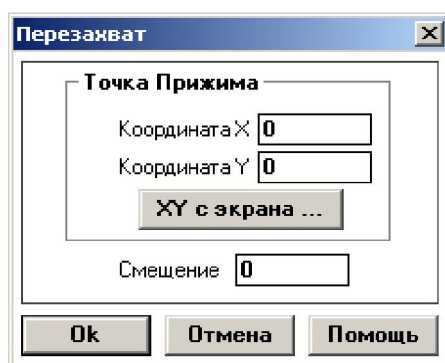 Перезахват
Точка Прижима
Координата X 0
Координата Y 0
XY с экрана ...
Смещение 0
Ok Отмена Помощь